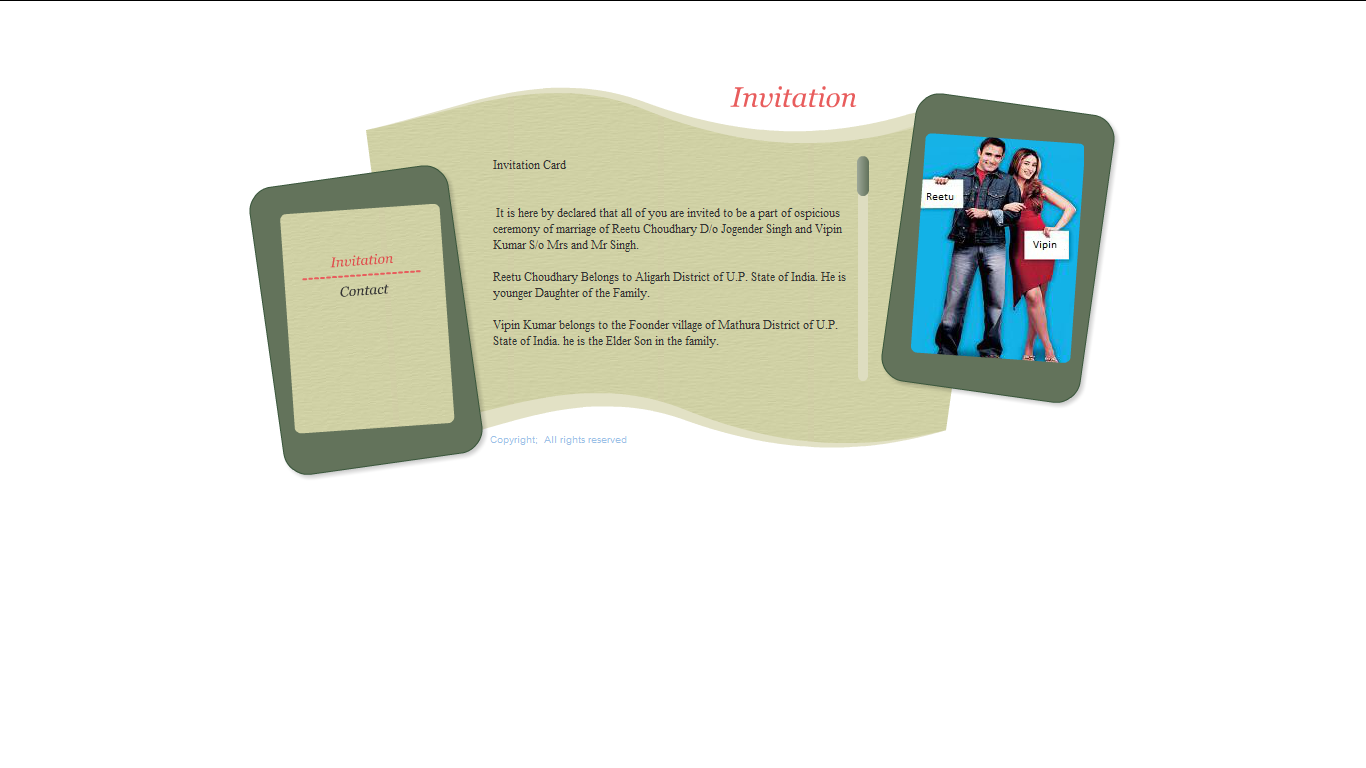 Invitation
Invitation Card
It is here by declared that all of you are invited to be a part of ospicious
ceremony of marriage of Reetu Choudhary D/o Jogender Singh and Vipin
Kumar S/o Mrs and Mr Singh.
Reetu Choudhary Belongs to Aligarh District of U.P. State of India. He is
younger Daughter of the Family.
Vipin Kumar belongs to the Foonder village of Mathura District of U.P.
State of India. he is the Elder Son in the family.
Invitation
Contact
Reetu
Vipin
Copyright;  All rights reserved